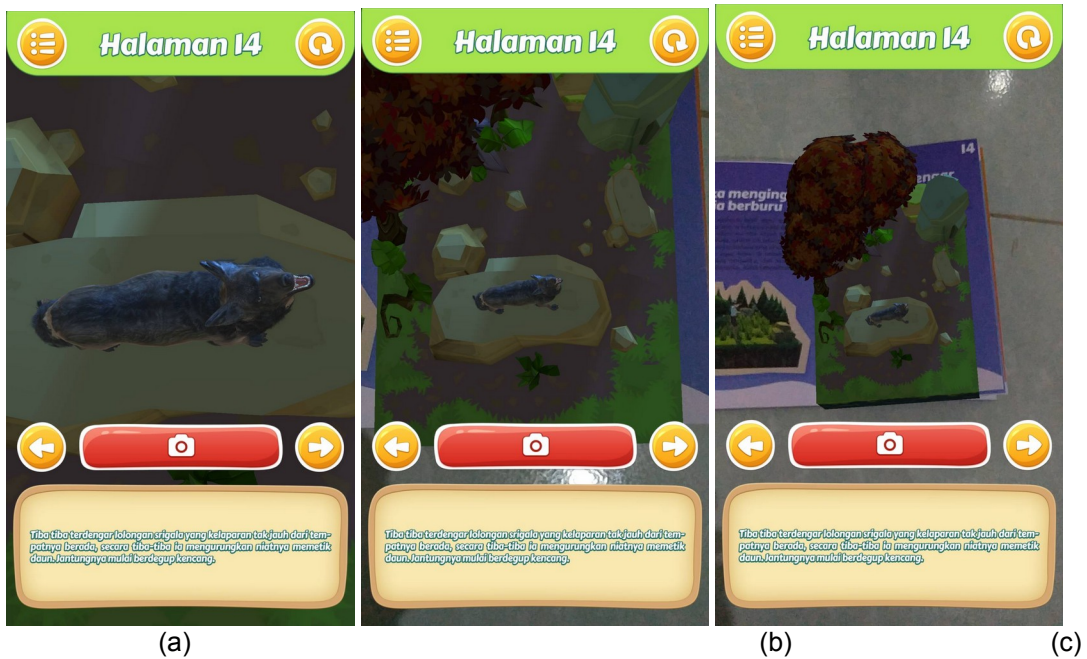 Halaman 14
Tiba tiba terdengar lolongan srigala yang kelaparan tak jauh dari tem-
patnya berada, secara tiba-tiba ia mengurungkan niatnya memetik
daun. Jantungnya mulai berdegup kencang.
(a)
Halaman 14
Tiba tiba terdengar lolongan srigala yang kelaparan tak jauh dari tem-
patnya berada, secara tiba-tiba ia mengurungkan niatnya memetik
daun. Jantungnya mulai berdegup kencang.
(b)
Halaman 14
14
ia berburu
Tiba tiba terdengar lolongan srigala yang kelaparan tak jauh dari tem-
patnya berada, secara tiba-tiba ia mengurungkan niatnya memetik
daun. Jantungnya mulai berdegup kencang.
(c)